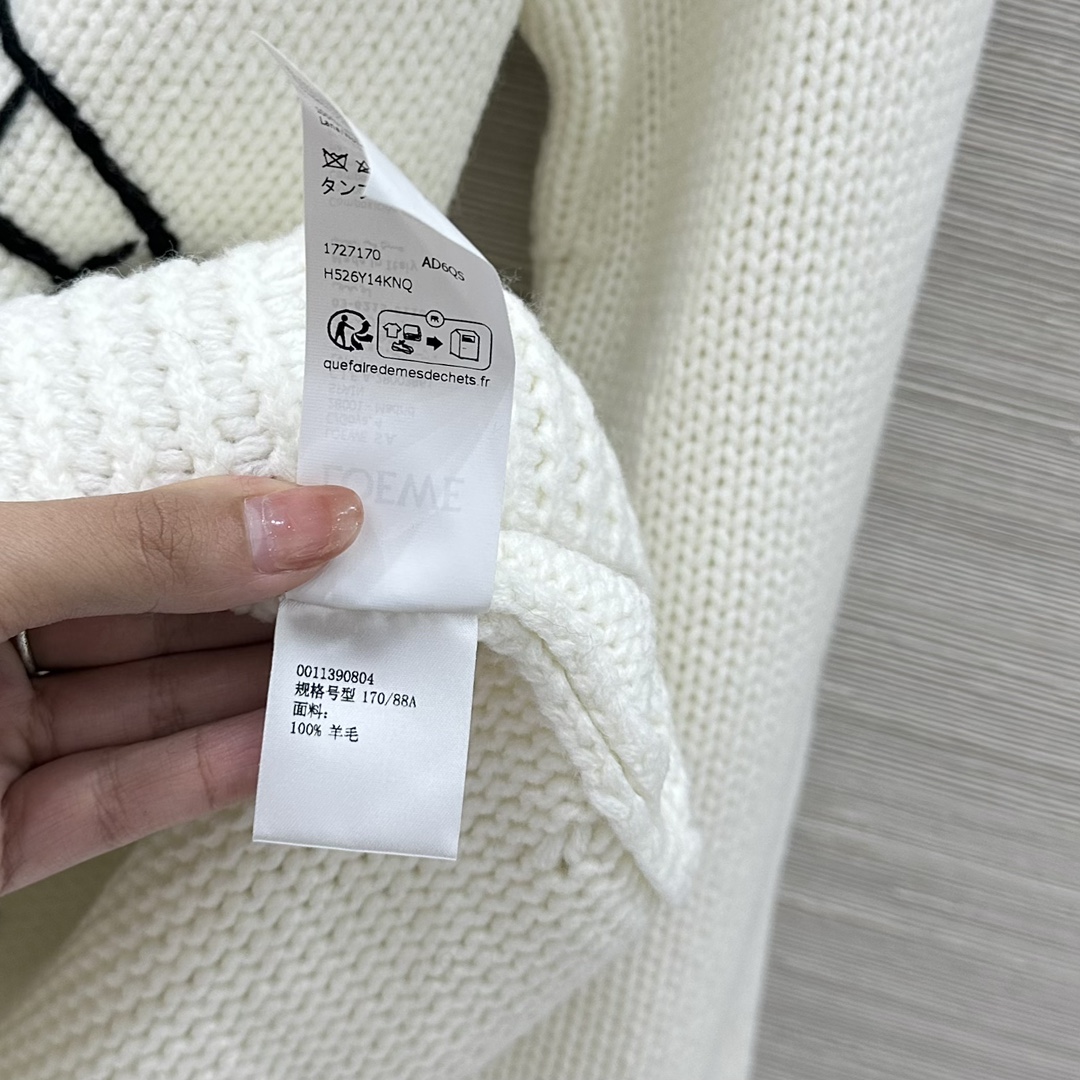 タン
1727170 AD6QS
H526Y14KNQ
FR
quefairedemesdechets.fr
LOEWE
0011390804
规格号型 170/88A
面料:
100% 羊毛